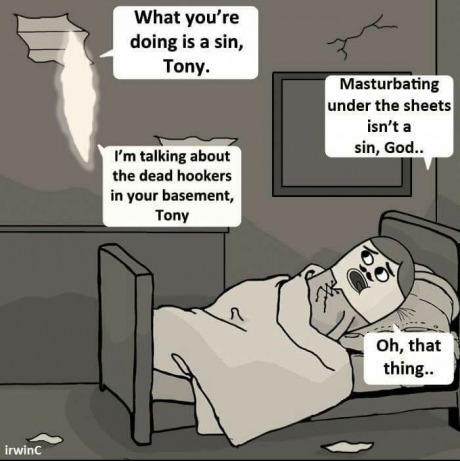 What you're
doing is a sin,
Tony.
Masturbating
under the sheets
isn't a
sin, God..
I'm talking about
the dead hookers
in your basement,
Tony
Oh, that
thing..
irwinC